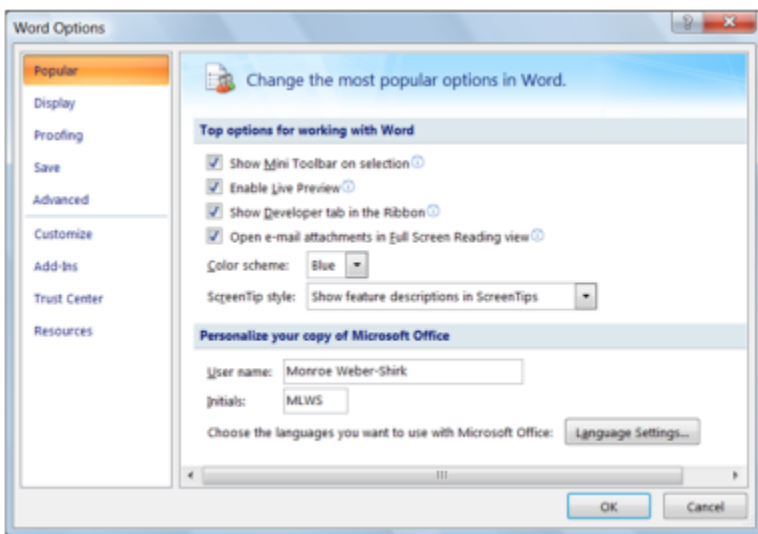 Word Options
Popular
Display
Proofing
Save
Advanced
Customize
Add-Ins
Trust Center
Resources
Change the most popular options in Word.
Top options for working with Word
Show Mini Toolbar on selection
Enable Live Preview
Show Developer tab in the Ribbon
Open e-mail attachments in Full Screen Reading view
Color scheme: Blue
ScreenTip style: Show feature descriptions in ScreenTips
Personalize your copy of Microsoft Office
User name: Monroe Weber-Shirk
Initials: MLWS
Choose the languages you want to use with Microsoft Office: Language Settings...
OK Cancel